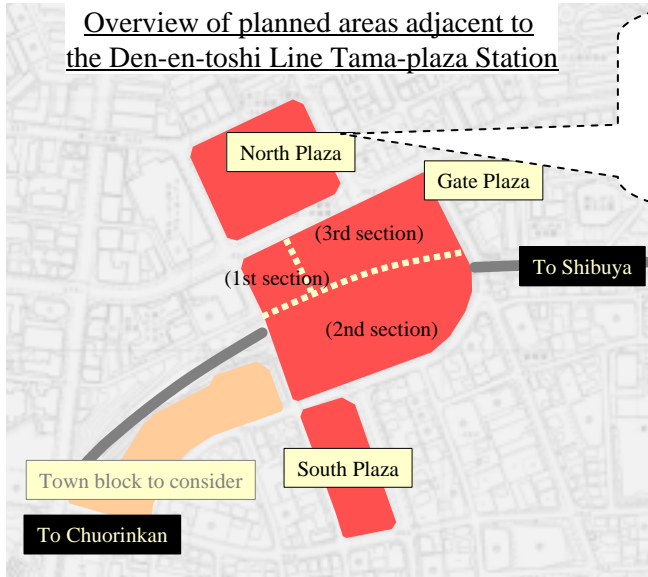 Overview of planned areas adjacent to
the Den-en-toshi Line Tama-plaza Station
North Plaza
Gate Plaza
(3rd section)
(1st section)
To Shibuya
(2nd section)
South Plaza
Town block to consider
To Chuorinkan